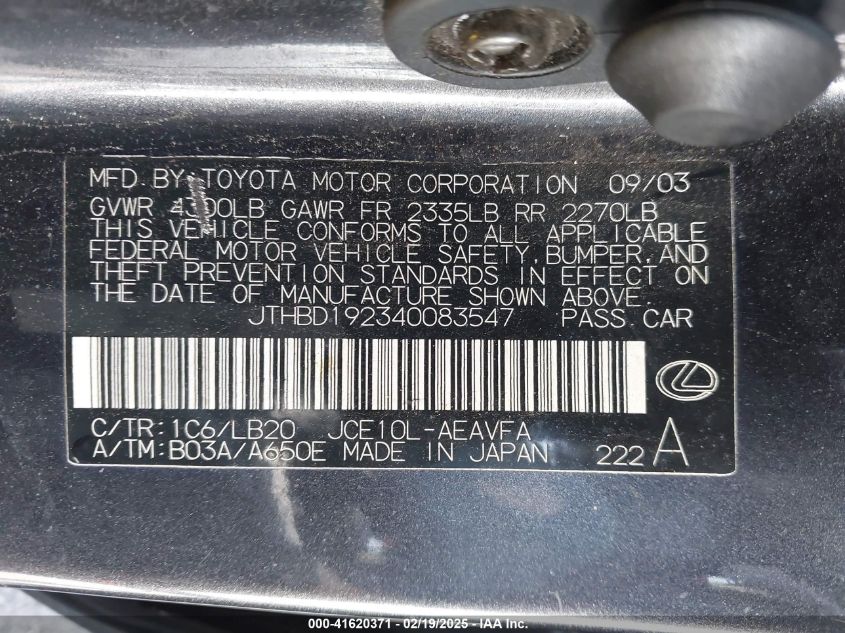 MFD BY: TOYOTA MOTOR CORPORATION 09/03
GVWR 4300LB GAWR FR 2335LB RR 2270LB
THIS VEHICLE CONFORMS TO ALL APPLICABLE
FEDERAL MOTOR VEHICLE SAFETY, BUMPER, AND
THEFT PREVENTION STANDARDS IN EFFECT ON
THE DATE OF MANUFACTURE SHOWN ABOVE.
JTHBD192340083547 PASS CAR
C/TR: 1C6/LB20 JCE10L-AEAVFA
A/TM: B03A/A650E MADE IN JAPAN 222 A
000-41620371 - 02/19/2025 - IAA Inc.